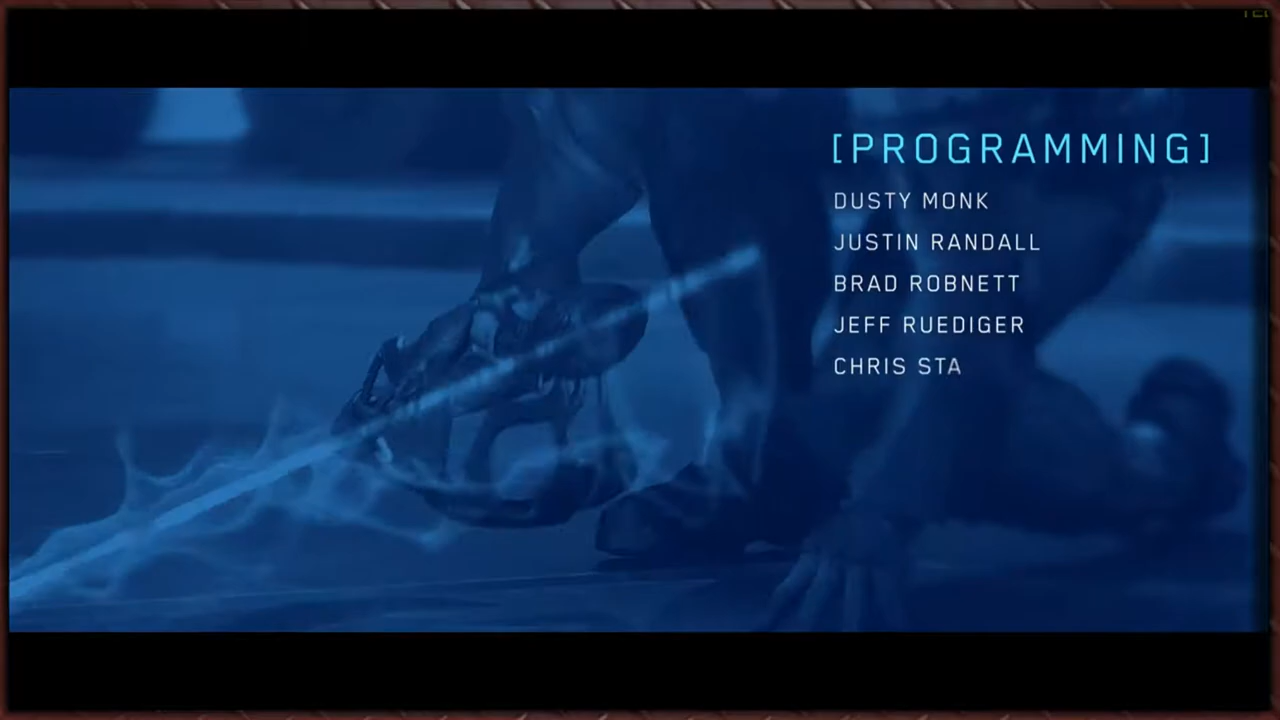 [PROGRAMMING]
DUSTY MONK
JUSTIN RANDALL
BRAD ROBNETT
JEFF RUEDIGER
CHRIS STA